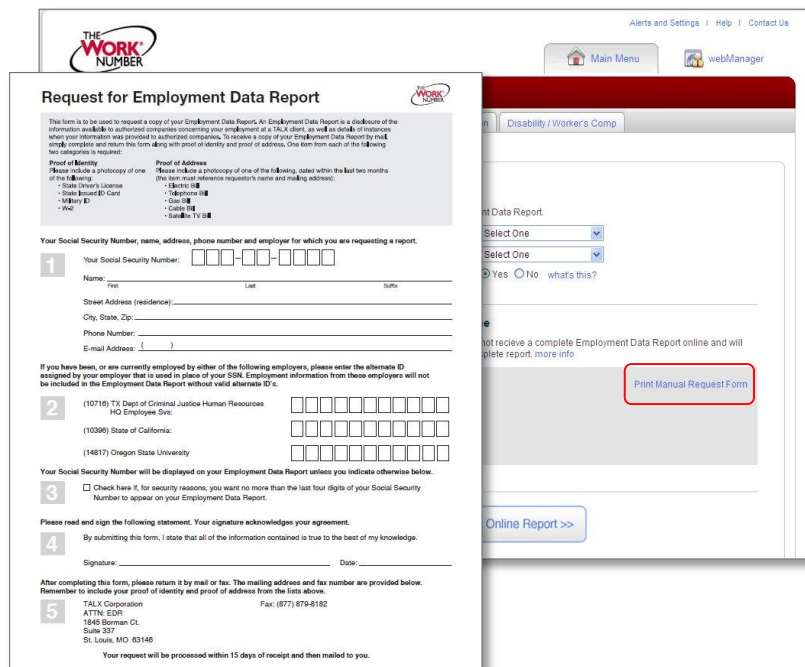 Alerts and Settings | Help | Contact Us
THE
WORK
NUMBER
Main Menu
webManager
Request for Employment Data Report
THE
WORK
NUMBER
This form is to be used to request a copy of your Employment Data Report. An Employment Data Report is a disclosure of the
information available to authorized companies concerning your employment at a TALX client, as well as details of instances
when your information was provided to authorized companies. To receive a copy of your Employment Data Report by mail,
simply complete and return this form along with proof of identity and proof of address. One item from each of the following
two categories is required:
Proof of Identity
Please include a photocopy of one
of the following:
• State Driver's License
• State Issued ID Card
• Military ID
• W-2
Proof of Address
Please include a photocopy of one of the following, dated within the last two months
(the item must reference requestor's name and mailing address):
• Electric Bill
• Telephone Bill
• Gas Bill
• Cable Bill
• Satellite TV Bill
Your Social Security Number, name, address, phone number and employer for which you are requesting a report.
1
Your Social Security Number:
Name:
First Last Suffix
Street Address (residence):
City, State, Zip:
Phone Number:
E-mail Address: ( )
If you have been, or are currently employed by either of the following employers, please enter the alternate ID
assigned by your employer that is used in place of your SSN. Employment information from these employers will not
be included in the Employment Data Report without valid alternate ID's.
2
(10716) TX Dept of Criminal Justice Human Resources
HQ Employee Svs:
(10396) State of California:
(14817) Oregon State University
Your Social Security Number will be displayed on your Employment Data Report unless you indicate otherwise below.
3
Check here if, for security reasons, you want no more than the last four digits of your Social Security
Number to appear on your Employment Data Report.
Please read and sign the following statement. Your signature acknowledges your agreement.
4
By submitting this form, I state that all of the information contained is true to the best of my knowledge.
Signature: Date:
After completing this form, please return it by mail or fax. The mailing address and fax number are provided below.
Remember to include your proof of identity and proof of address from the lists above.
5
TALX Corporation Fax: (877) 879-8182
ATTN: EDR
1845 Borman Ct.
Suite 337
St. Louis, MO 63146
Your request will be processed within 15 days of receipt and then mailed to you.
n
Disability / Worker's Comp
nt Data Report.
Select One
Select One
Yes No what's this?
e
not recieve a complete Employment Data Report online and will
plete report. more info
Print Manual Request Form
Online Report >>